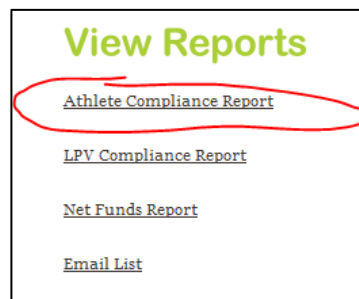 View Reports
Athlete Compliance Report
LPV Compliance Report
Net Funds Report
Email List